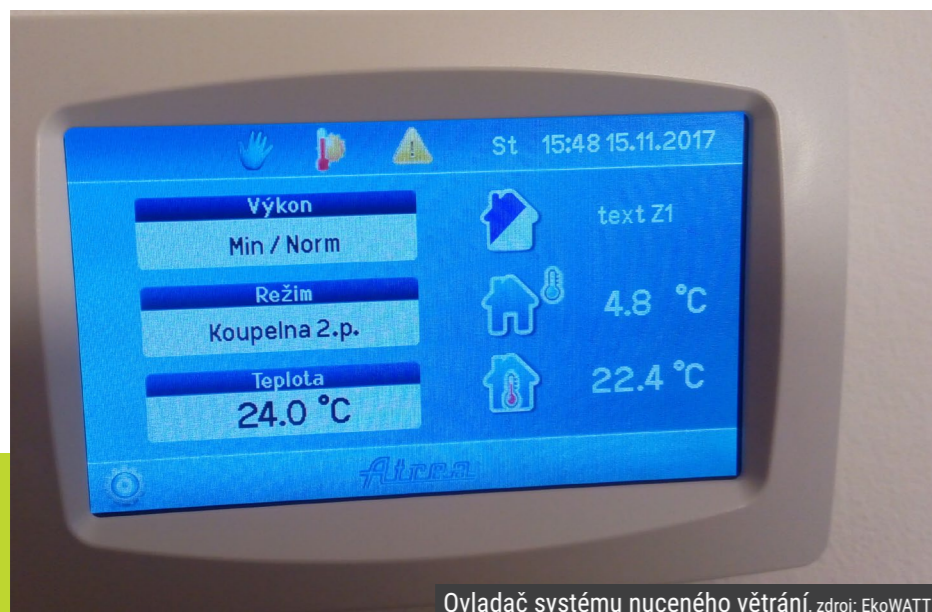 St 15:48 15.11.2017
Výkon
Min / Norm
text Z1
Režim
Koupelna 2.p.
4.8 °C
Teplota
24.0 °C
22.4 °C
Atrea
Ovladač systému nuceného větrání, zdroj: EkoWATT